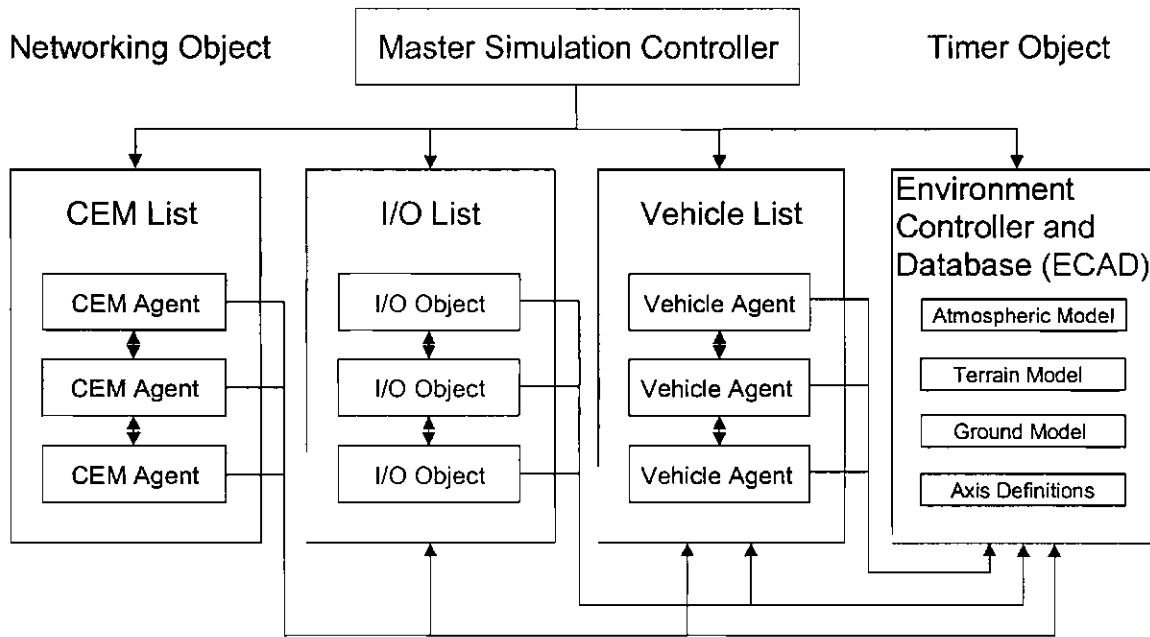 Networking Object
Master Simulation Controller
Timer Object
CEM List
CEM Agent
CEM Agent
CEM Agent
I/O List
I/O Object
I/O Object
I/O Object
Vehicle List
Vehicle Agent
Vehicle Agent
Vehicle Agent
Environment
Controller and
Database (ECAD)
Atmospheric Model
Terrain Model
Ground Model
Axis Definitions